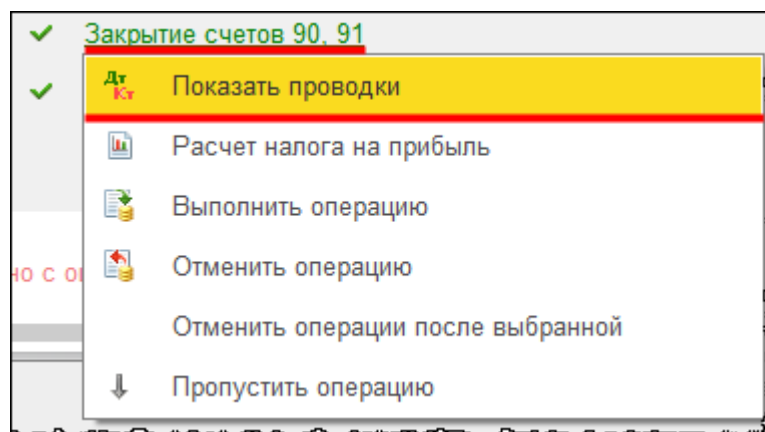 Закрытие счетов 90, 91
Дт
Кт
Показать проводки
Расчет налога на прибыль
Выполнить операцию
Отменить операцию
Отменить операции после выбранной
Пропустить операцию